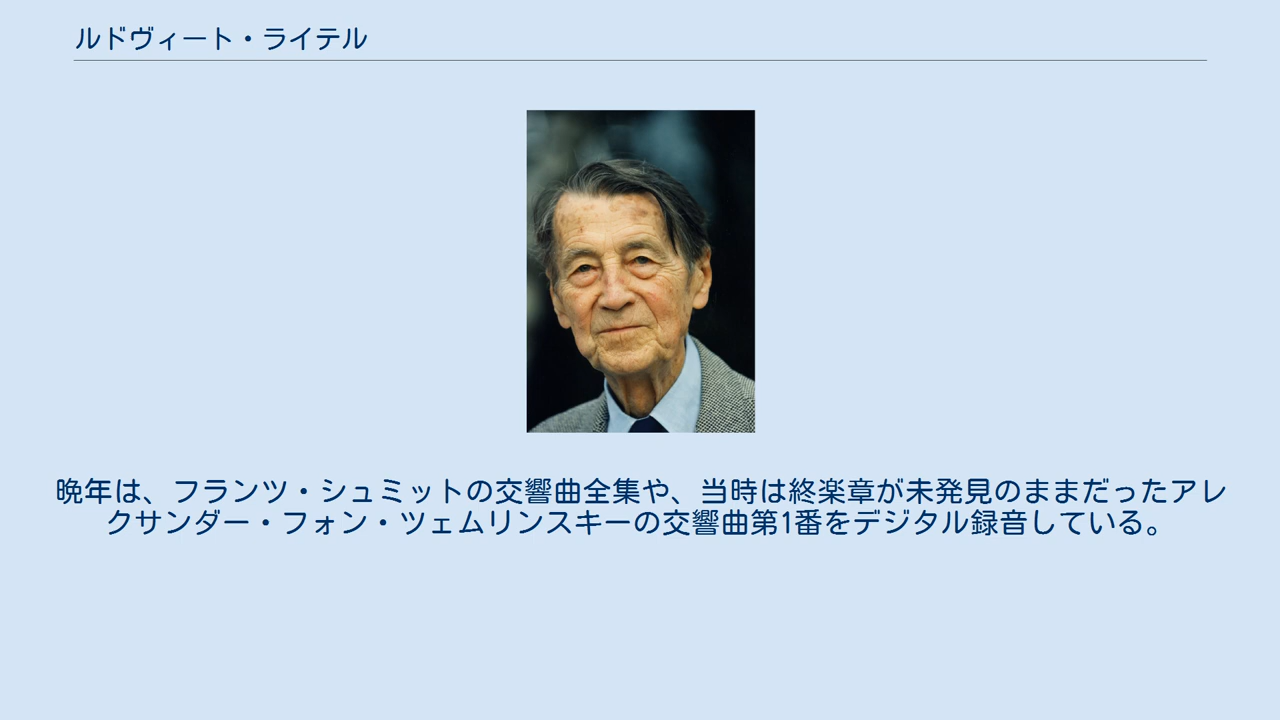 ルドヴィート・ライテル
晩年は、フランツ・シュミットの交響曲全集や、当時は終楽章が未発見のままだったアレ
クサンダー・フォン・ツェムリンスキーの交響曲第1番をデジタル録音している。